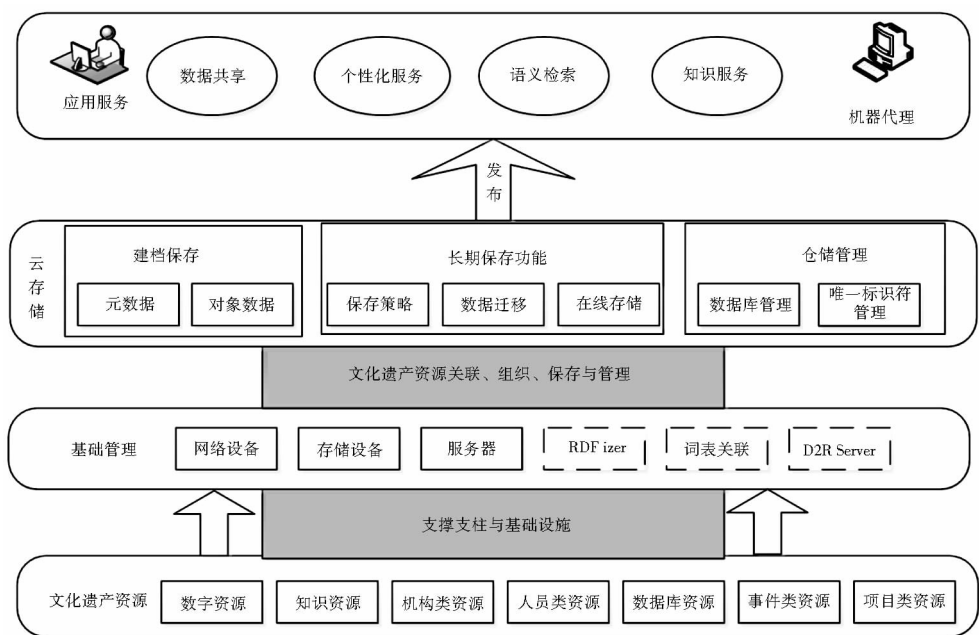 数据共享
个性化服务
语义检索
知识服务
应用服务
机器代理
发
布
云
存
储
建档保存
元数据
对象数据
长期保存功能
保存策略
数据迁移
在线存储
仓储管理
数据库管理
唯一标识符
管理
文化遗产资源关联、组织、保存与管理
基础管理
网络设备
存储设备
服务器
RDF izer
词表关联
D2R Server
支撑支柱与基础设施
文化遗产资源
数字资源
知识资源
机构类资源
人员类资源
数据库资源
事件类资源
项目类资源